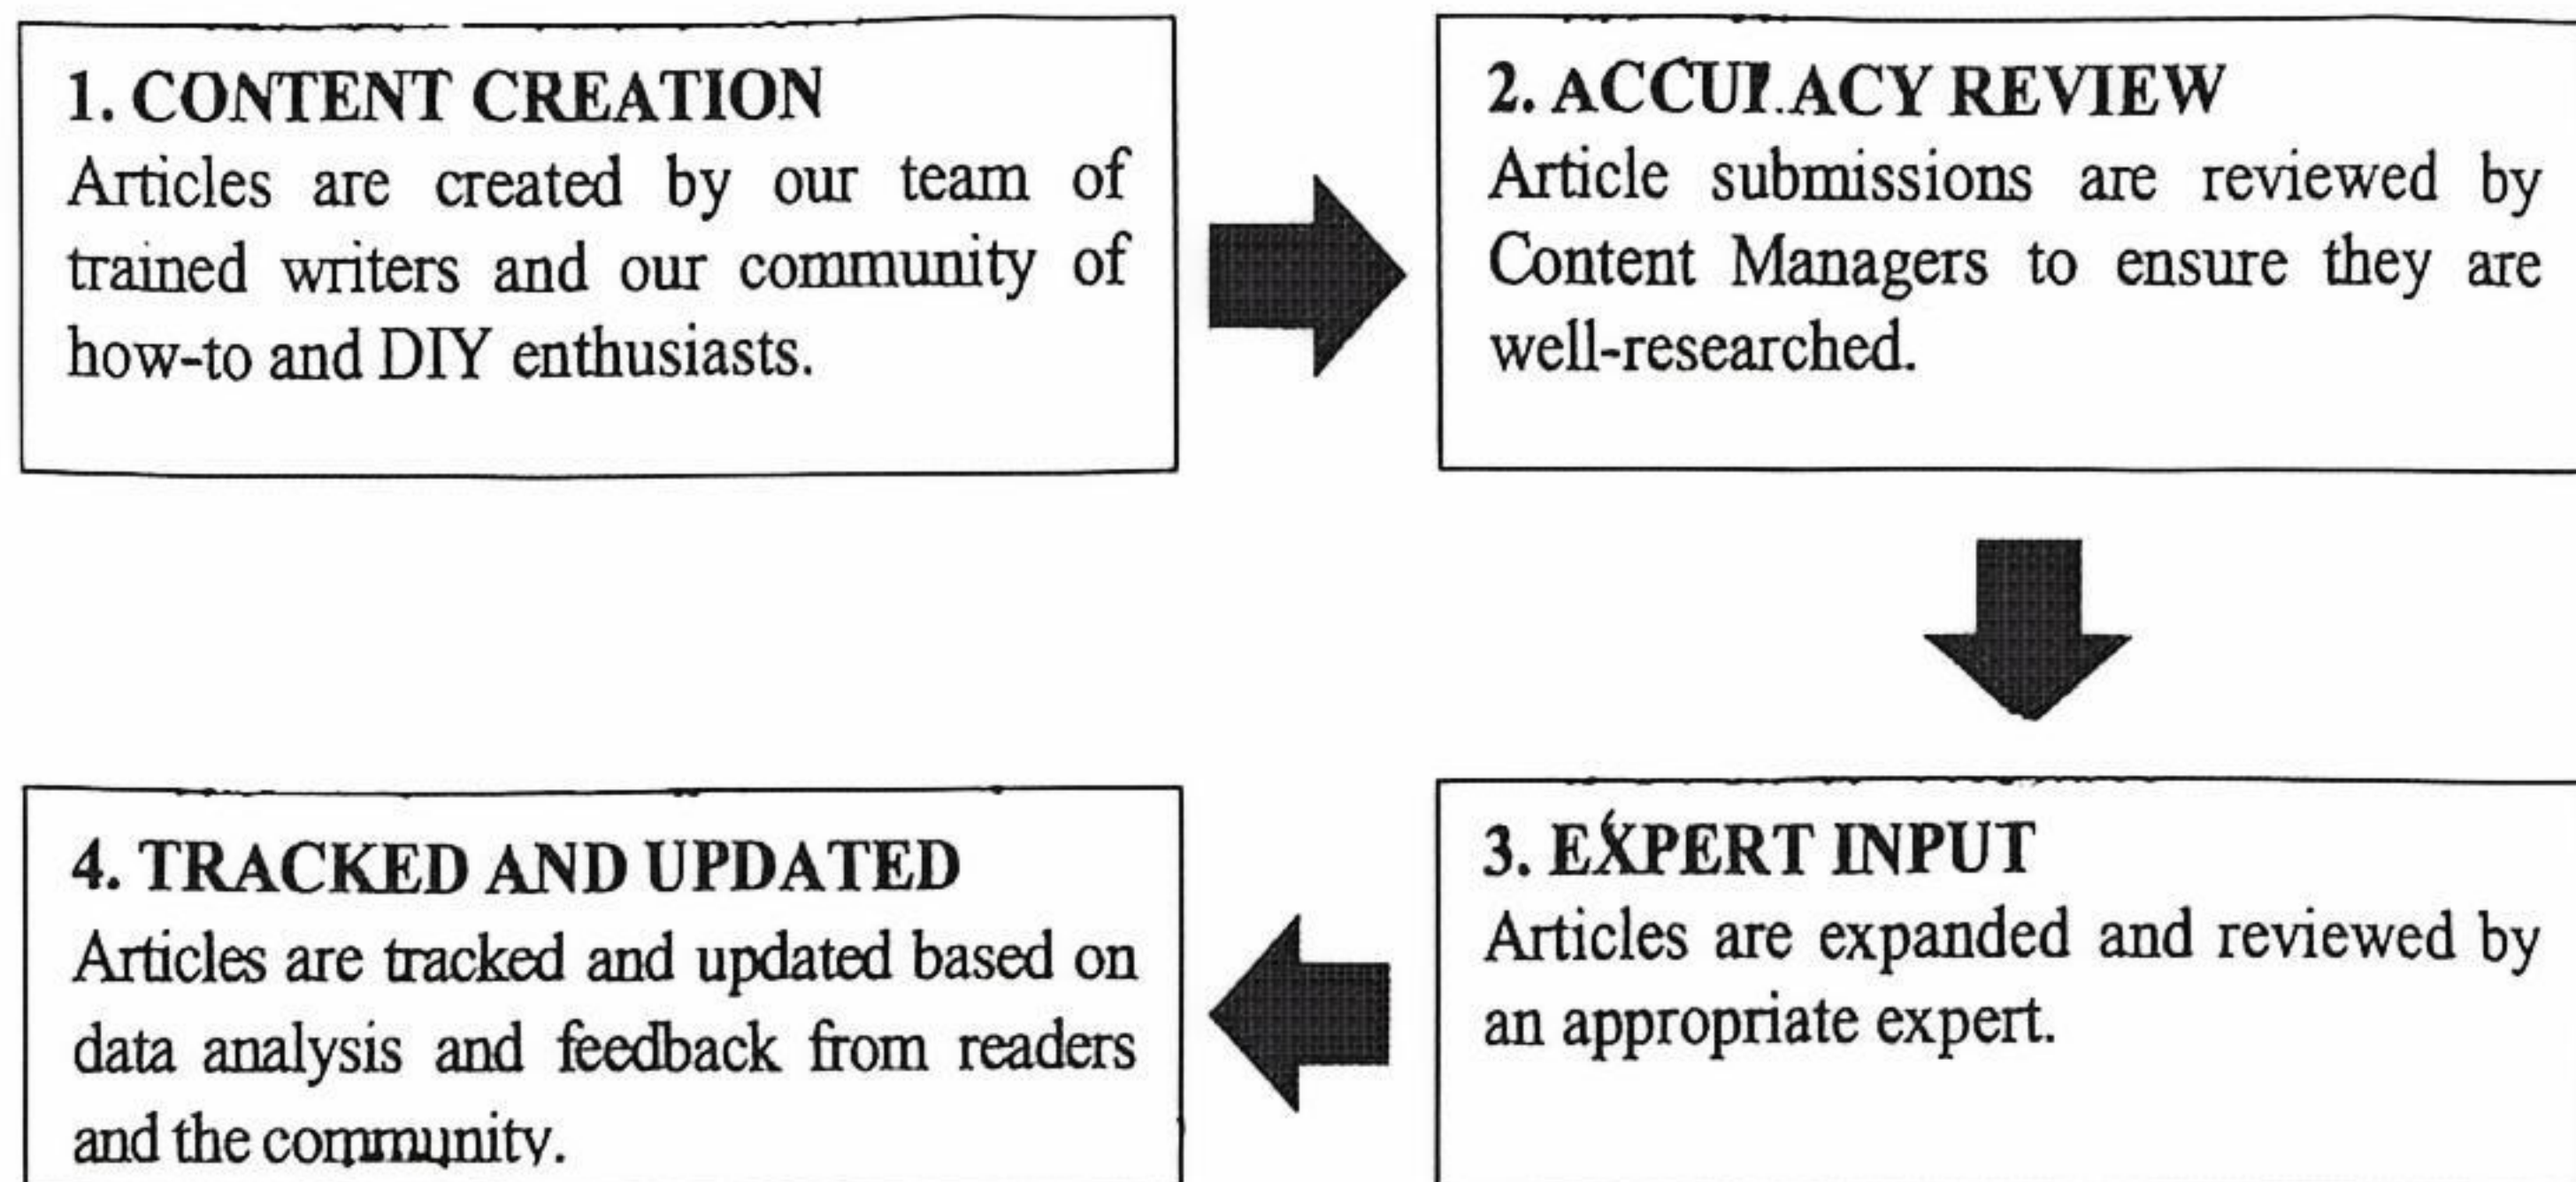 1. CONTENT CREATION
Articles are created by our team of
trained writers and our community of
how-to and DIY enthusiasts.
2. ACCURACY REVIEW
Article submissions are reviewed by
Content Managers to ensure they are
well-researched.
3. EXPERT INPUT
Articles are expanded and reviewed by
an appropriate expert.
4. TRACKED AND UPDATED
Articles are tracked and updated based on
data analysis and feedback from readers
and the community.